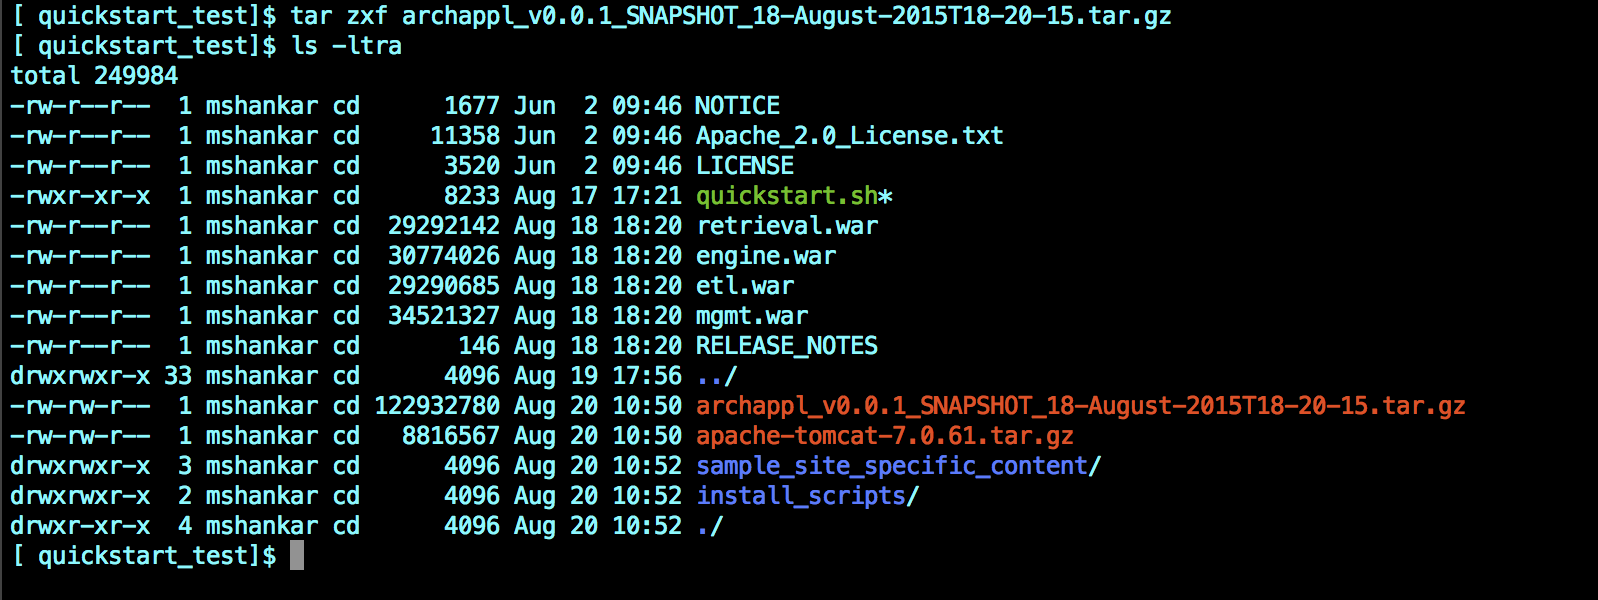 [ quickstart_test]$ tar zxf archappl_v0.0.1_SNAPSHOT_18-August-2015T18-20-15.tar.gz
[ quickstart_test]$ ls -ltra
total 249984
-rw-r--r--  1 mshankar cd      1677 Jun  2 09:46 NOTICE
-rw-r--r--  1 mshankar cd     11358 Jun  2 09:46 Apache_2.0_License.txt
-rw-r--r--  1 mshankar cd      3520 Jun  2 09:46 LICENSE
-rwxr-xr-x  1 mshankar cd      8233 Aug 17 17:21 quickstart.sh*
-rw-r--r--  1 mshankar cd  29292142 Aug 18 18:20 retrieval.war
-rw-r--r--  1 mshankar cd  30774026 Aug 18 18:20 engine.war
-rw-r--r--  1 mshankar cd  29290685 Aug 18 18:20 etl.war
-rw-r--r--  1 mshankar cd  34521327 Aug 18 18:20 mgmt.war
-rw-r--r--  1 mshankar cd       146 Aug 18 18:20 RELEASE_NOTES
drwxrwxr-x 33 mshankar cd      4096 Aug 19 17:56 ../
-rw-rw-r--  1 mshankar cd 122932780 Aug 20 10:50 archappl_v0.0.1_SNAPSHOT_18-August-2015T18-20-15.tar.gz
-rw-rw-r--  1 mshankar cd   8816567 Aug 20 10:50 apache-tomcat-7.0.61.tar.gz
drwxrwxr-x  3 mshankar cd      4096 Aug 20 10:52 sample_site_specific_content/
drwxrwxr-x  2 mshankar cd      4096 Aug 20 10:52 install_scripts/
drwxr-xr-x  4 mshankar cd      4096 Aug 20 10:52 ./
[ quickstart_test]$